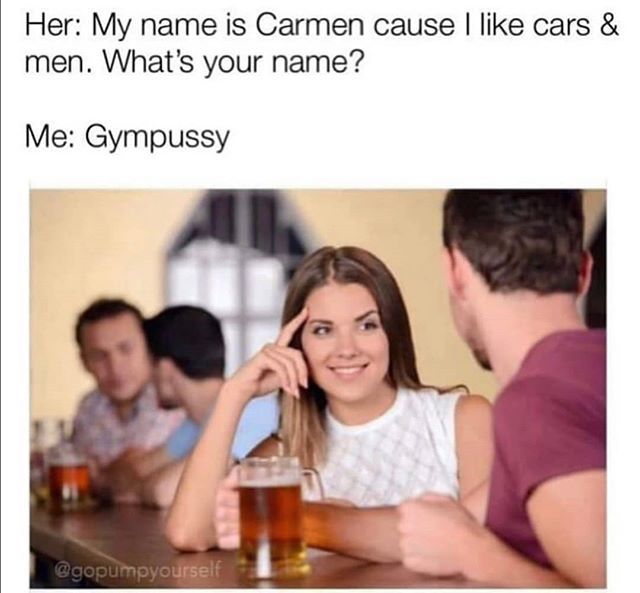 Her: My name is Carmen cause I like cars &
men. What's your name?
Me: Gympussy
@gopumpyourself